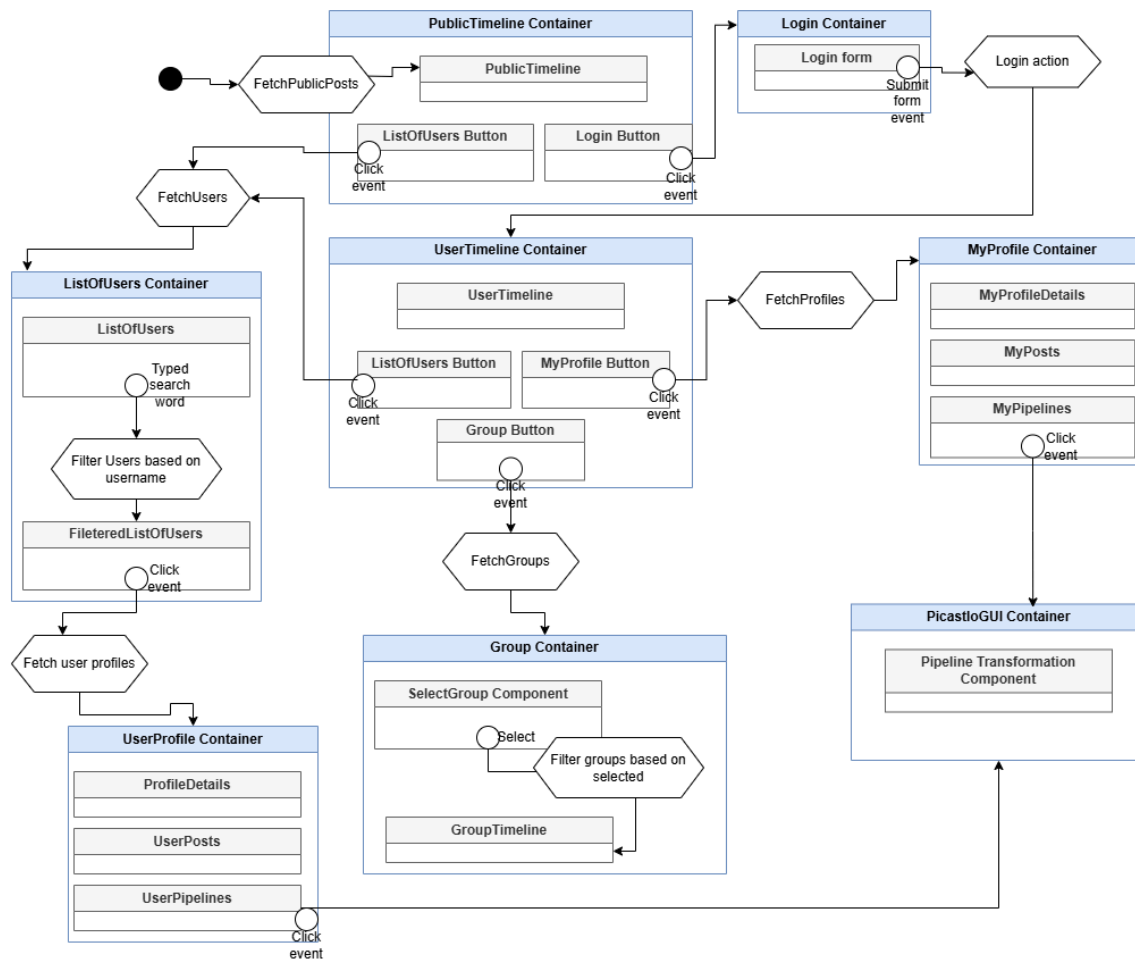 PublicTimeline Container
Login Container
FetchPublicPosts
PublicTimeline
Login form
Submit
form
event
Login action
ListOfUsers Button
Click
event
Login Button
Click
event
FetchUsers
UserTimeline Container
MyProfile Container
ListOfUsers Container
UserTimeline
FetchProfiles
MyProfileDetails
ListOfUsers
Typed
search
word
ListOfUsers Button
Click
event
MyProfile Button
Click
event
MyPosts
MyPipelines
Click
event
Group Button
Click
event
Filter Users based on
username
FileteredListOfUsers
Click
event
FetchGroups
Fetch user profiles
Group Container
PicastIoGUI Container
SelectGroup Component
Select
Pipeline Transformation
Component
UserProfile Container
Filter groups based on
selected
ProfileDetails
GroupTimeline
UserPosts
UserPipelines
Click
event